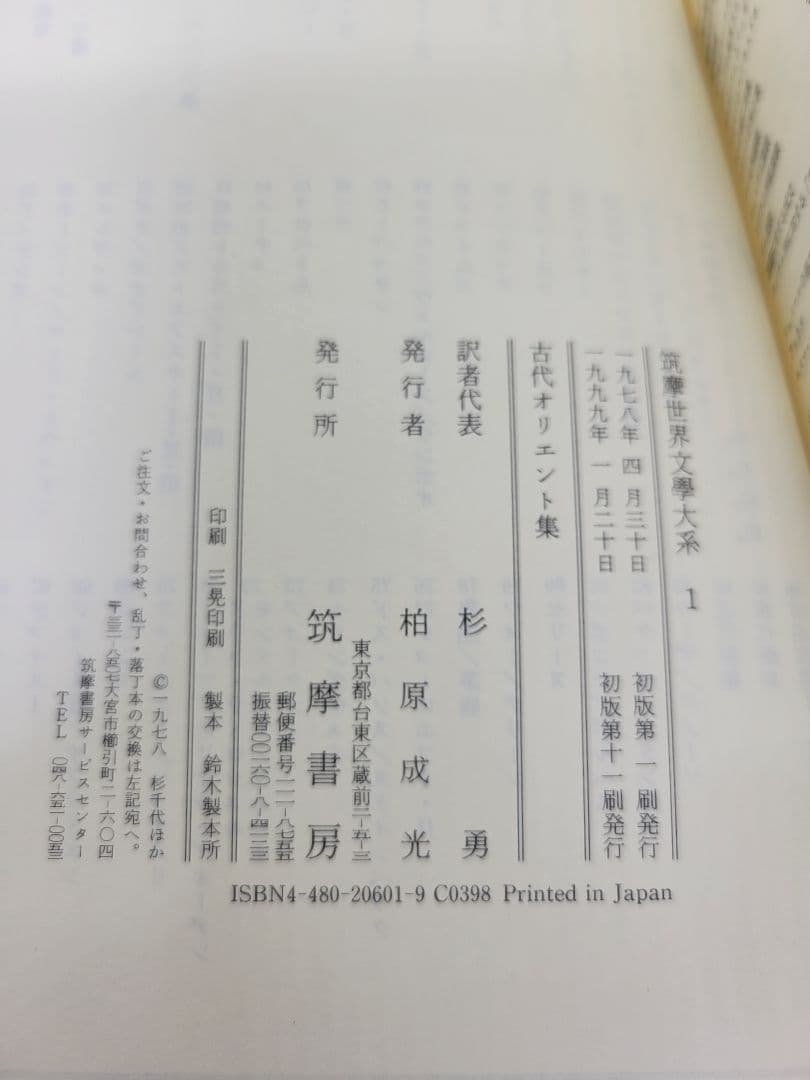 筑摩世界文學大系 1
一九七八年 四月三十日 初版第一刷発行
一九九九年 一月二十日 初版第十一刷発行
古代オリエント集
訳者代表 杉 勇
発行者 柏原成光
発行所 筑摩書房
東京都台東区蔵前二-五-三
郵便番号一一一-八七五五
振替〇〇一六〇-八-四一二三
印刷 三晃印刷 製本 鈴木製本所
©一九七八 杉千代ほか
ご注文・お問合わせ、乱丁・落丁本の交換は左記宛へ。
〒三三一-八五〇七大宮市櫛引町二-六〇四
筑摩書房サービスセンター
TEL 〇四八-六五一-〇〇五三
ISBN4-480-20601-9 C0398 Printed in Japan